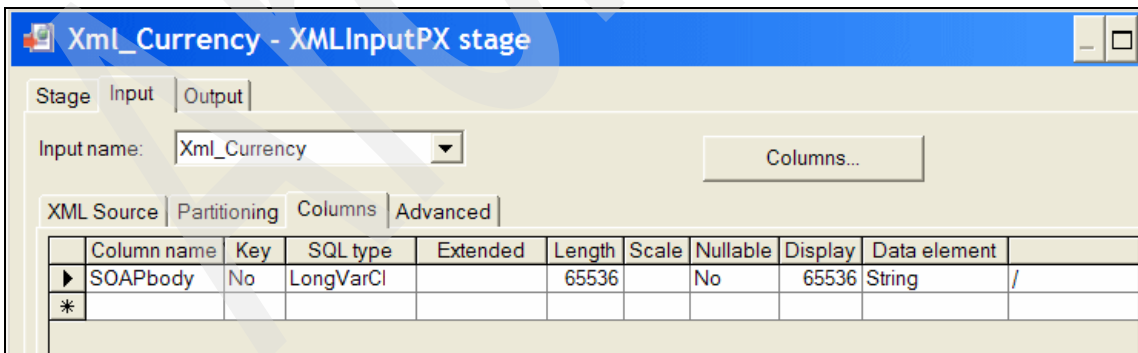 Xml_Currency - XMLInputPX stage
Stage Input Output
Input name: Xml_Currency Columns...
XML Source Partitioning Columns Advanced
Column name Key SQL type Extended Length Scale Nullable Display Data element
SOAPbody No LongVarCl 65536 No 65536 String /